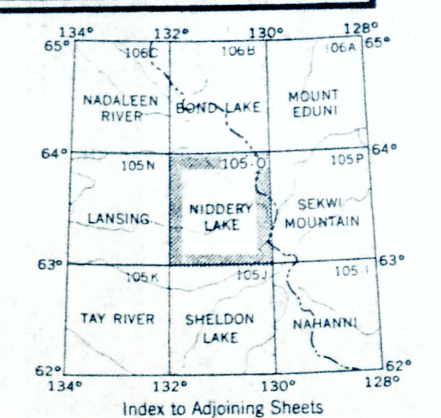 134° 132° 130° 128°
65° 106C 106B 106A 65°
NADALEEN
RIVER
BOND LAKE
MOUNT
EDUNI
64° 105N 105-O 105P 64°
LANSING
NIDDERY
LAKE
SEKWI
MOUNTAIN
63° 105K 105J 105-I 63°
TAY RIVER
SHELDON
LAKE
NAHANNI
62° 62°
134° 132° 130° 128°
Index to Adjoining Sheets